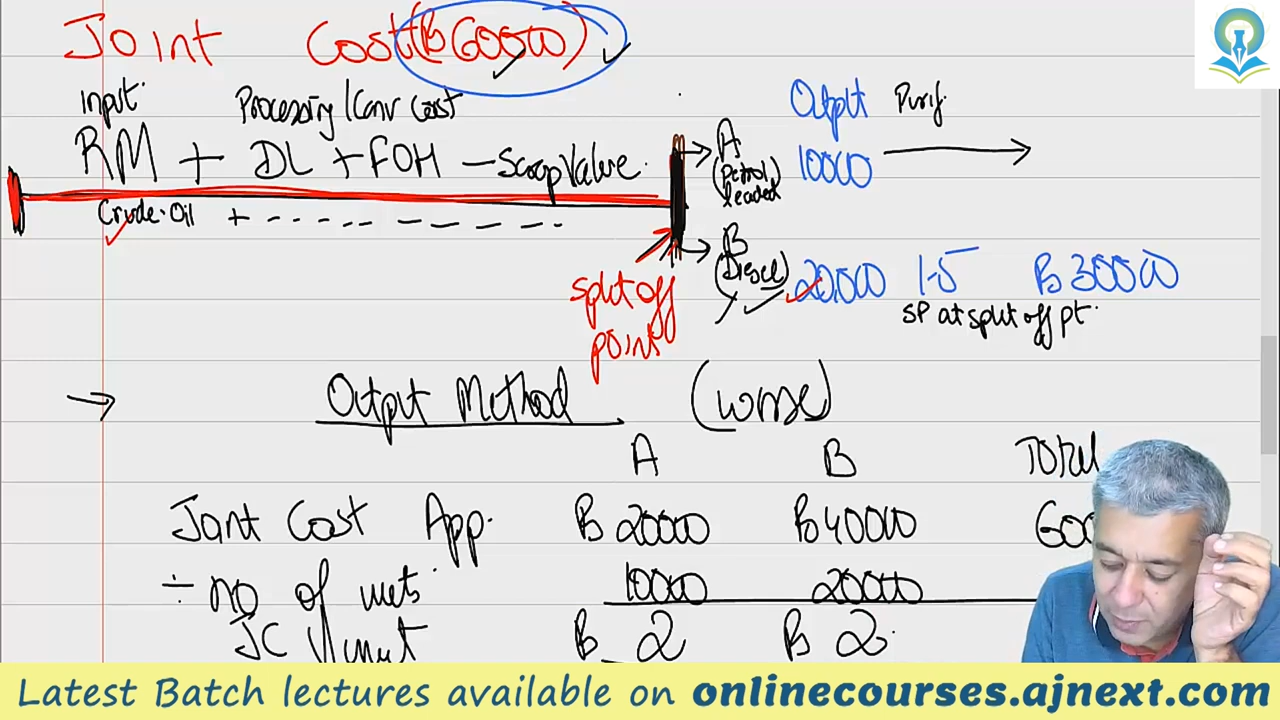 Joint Cost (₨ 60000)
Input Processing/Conv Cost
RM + DL + FOH - Scrap Value
Crude Oil + - - - - - - - -
split off
point
Output Purif.
A 10000
(Petrol
leaded
B
(Diesel) 20,000 1.5 ₨ 30000
SP at split off pt.
→ Output Method (worse)
A B Total
Joint Cost App. ₨ 20000 ₨ 40000 600
÷ no of units 10000 20000
JC / unit ₨ 2 ₨ 2
Latest Batch lectures available on onlinecourses.ajnext.com